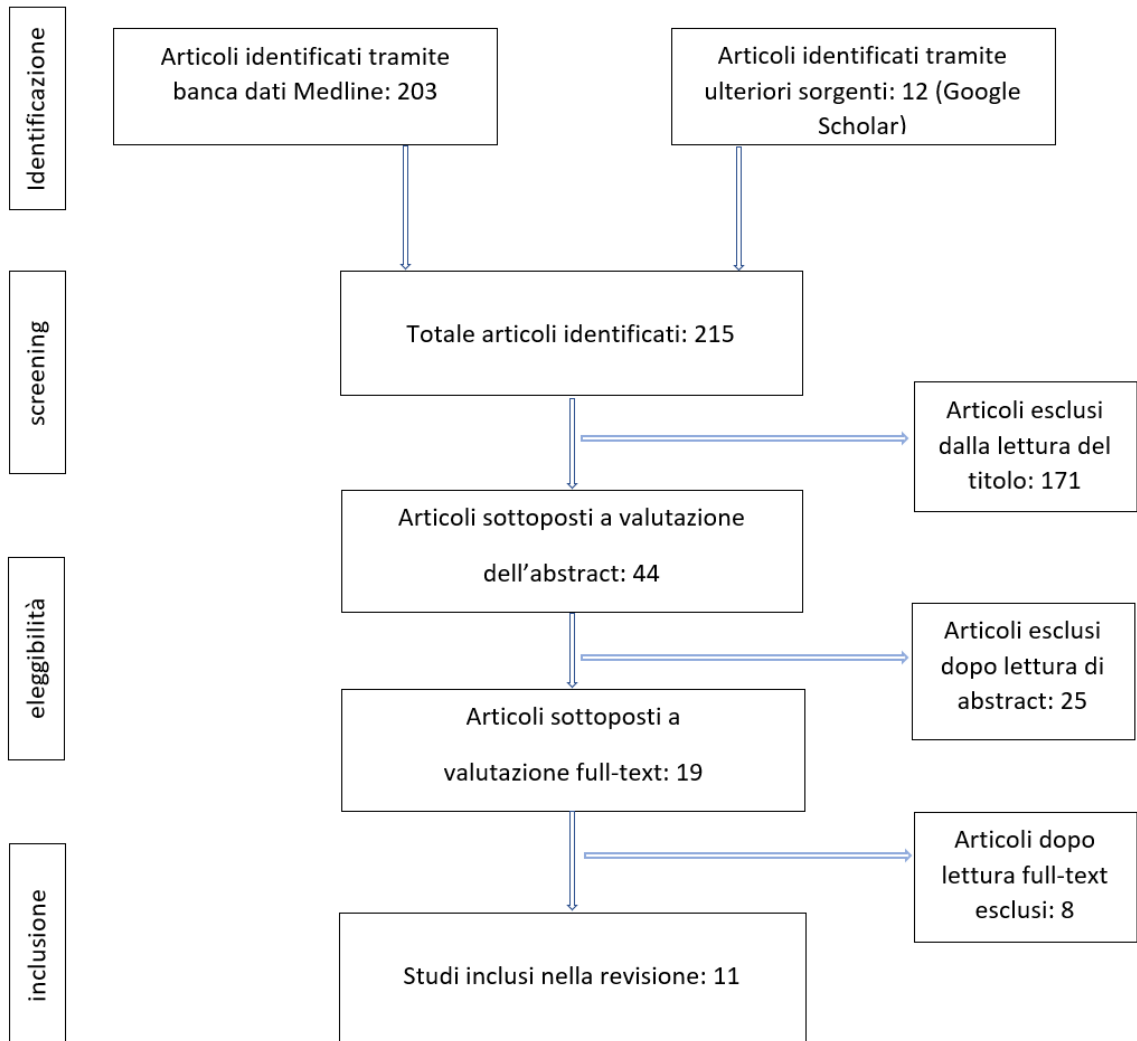 Identificazione
Articoli identificati tramite
banca dati Medline: 203
Articoli identificati tramite
ulteriori sorgenti: 12 (Google
Scholar)
screening
Totale articoli identificati: 215
Articoli esclusi
dalla lettura del
titolo: 171
Articoli sottoposti a valutazione
dell’abstract: 44
eleggibilità
Articoli esclusi
dopo lettura di
abstract: 25
Articoli sottoposti a
valutazione full-text: 19
Articoli dopo
lettura full-text
esclusi: 8
inclusione
Studi inclusi nella revisione: 11